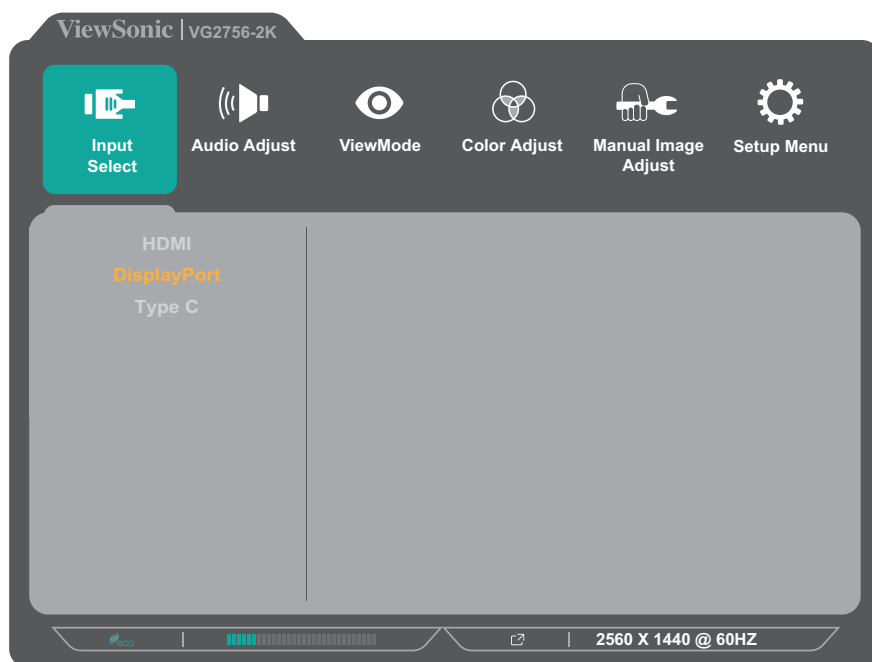 ViewSonic | VG2756-2K
Input
Select
Audio Adjust
ViewMode
Color Adjust
Manual Image
Adjust
Setup Menu
HDMI
DisplayPort
Type C
eco
2560 X 1440 @ 60HZ